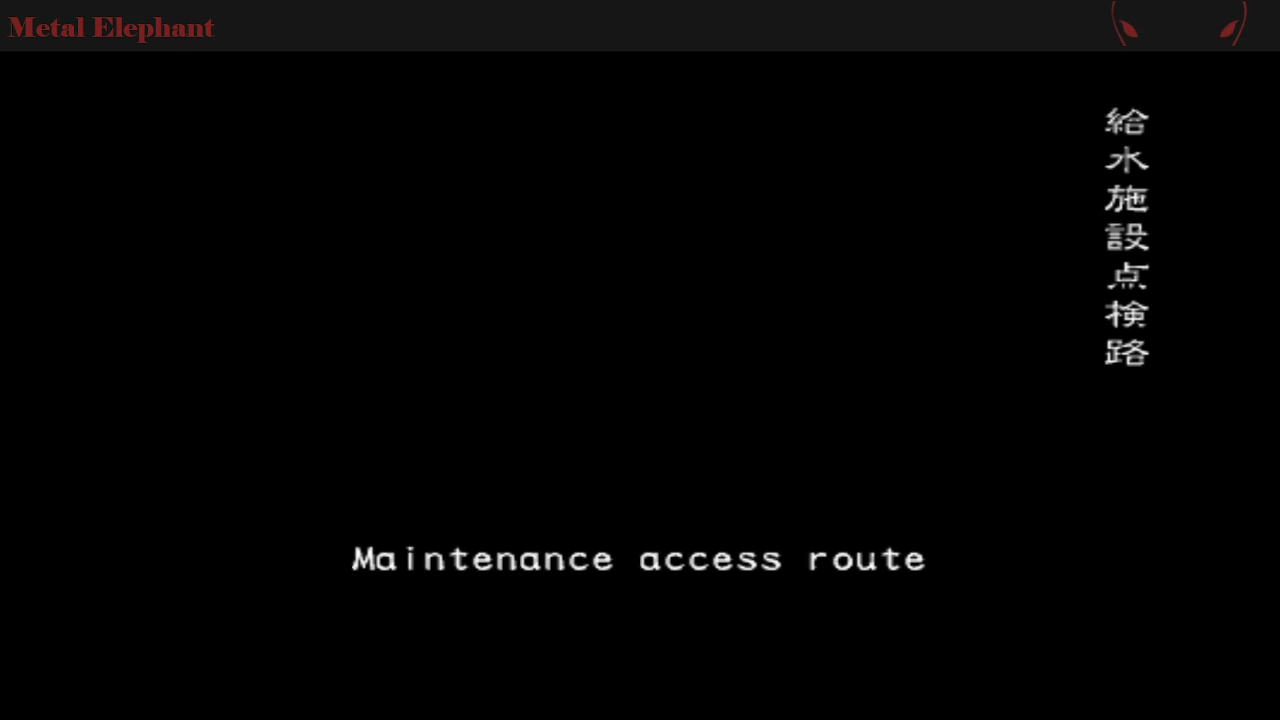 Metal Elephant
給水施設点検路
Maintenance access route